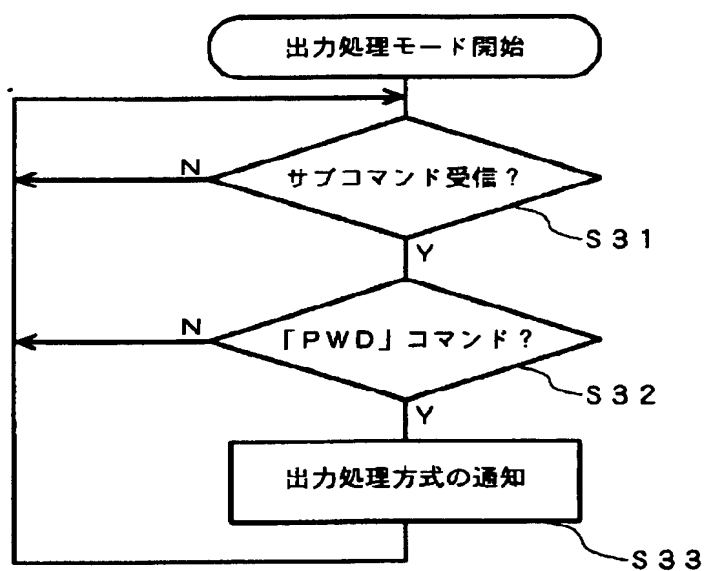 出力処理モード開始
N
サブコマンド受信？
S31
Y
N
「PWD」コマンド？
S32
Y
出力処理方式の通知
S33